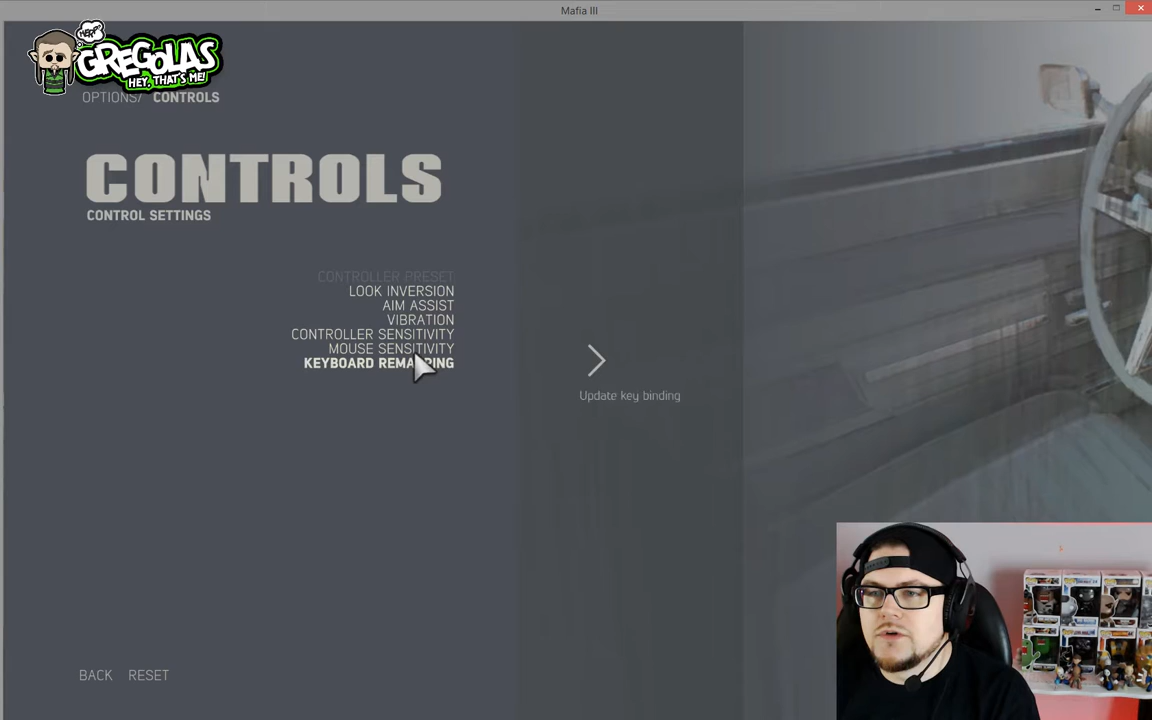 Mafia III
MERP
GREGOLAS
HEY, THAT'S ME!
OPTIONS/ CONTROLS
CONTROLS
CONTROL SETTINGS
CONTROLLER PRESET
LOOK INVERSION
AIM ASSIST
VIBRATION
CONTROLLER SENSITIVITY
MOUSE SENSITIVITY
KEYBOARD REMAPPING
Update key binding
BACK RESET